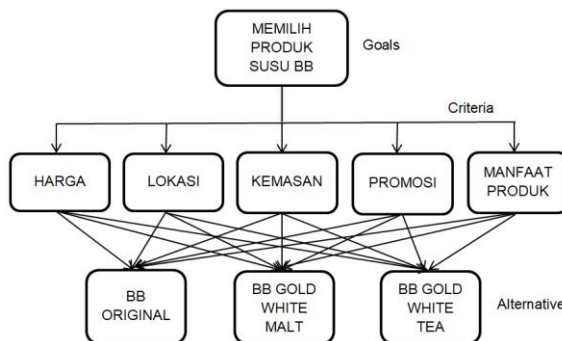 MEMILIH
PRODUK
SUSU BB
Goals
Criteria
HARGA
LOKASI
KEMASAN
PROMOSI
MANFAAT
PRODUK
BB
ORIGINAL
BB GOLD
WHITE
MALT
BB GOLD
WHITE
TEA
Alternative